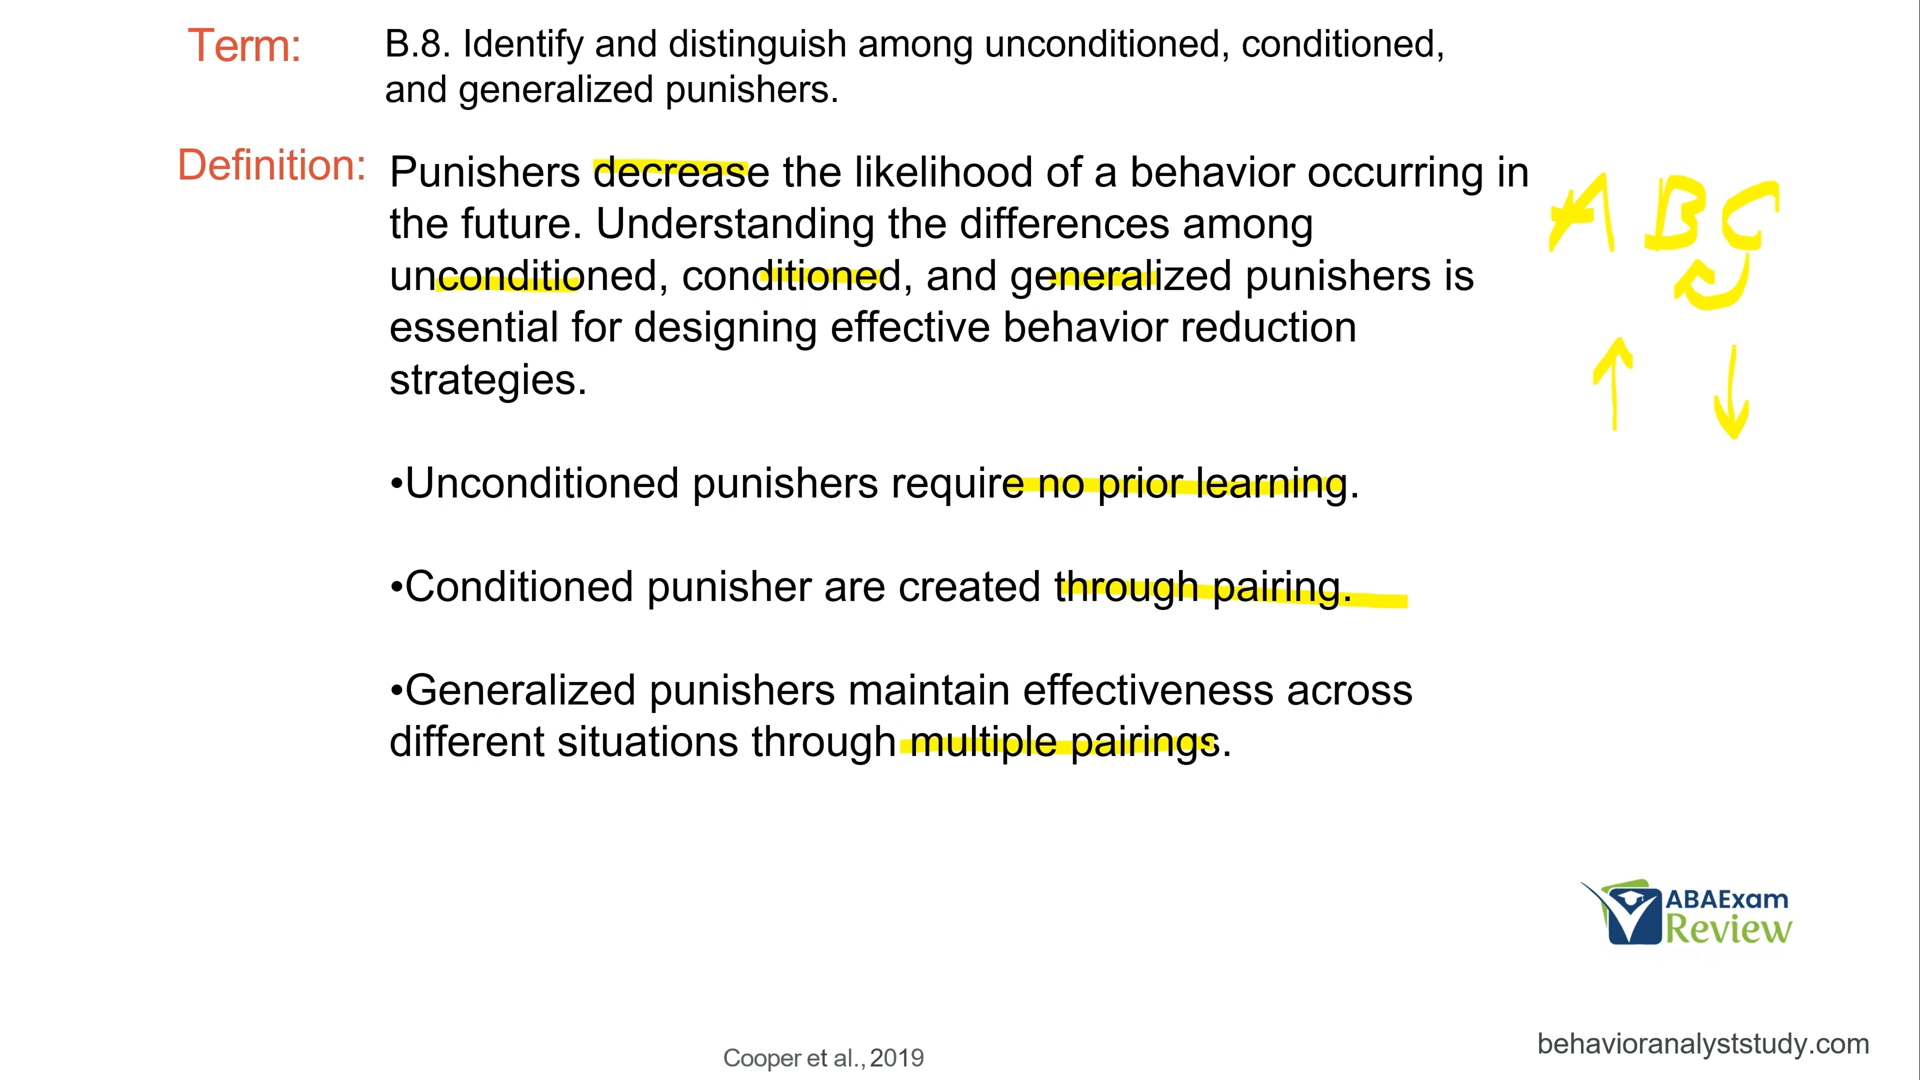 Term:
B.8. Identify and distinguish among unconditioned, conditioned,
and generalized punishers.
Definition:
Punishers decrease the likelihood of a behavior occurring in
the future. Understanding the differences among
unconditioned, conditioned, and generalized punishers is
essential for designing effective behavior reduction
strategies.
A B C
•Unconditioned punishers require no prior learning.
•Conditioned punisher are created through pairing.
•Generalized punishers maintain effectiveness across
different situations through multiple pairings.
ABAExam
Review
Cooper et al., 2019
behavioranalyststudy.com